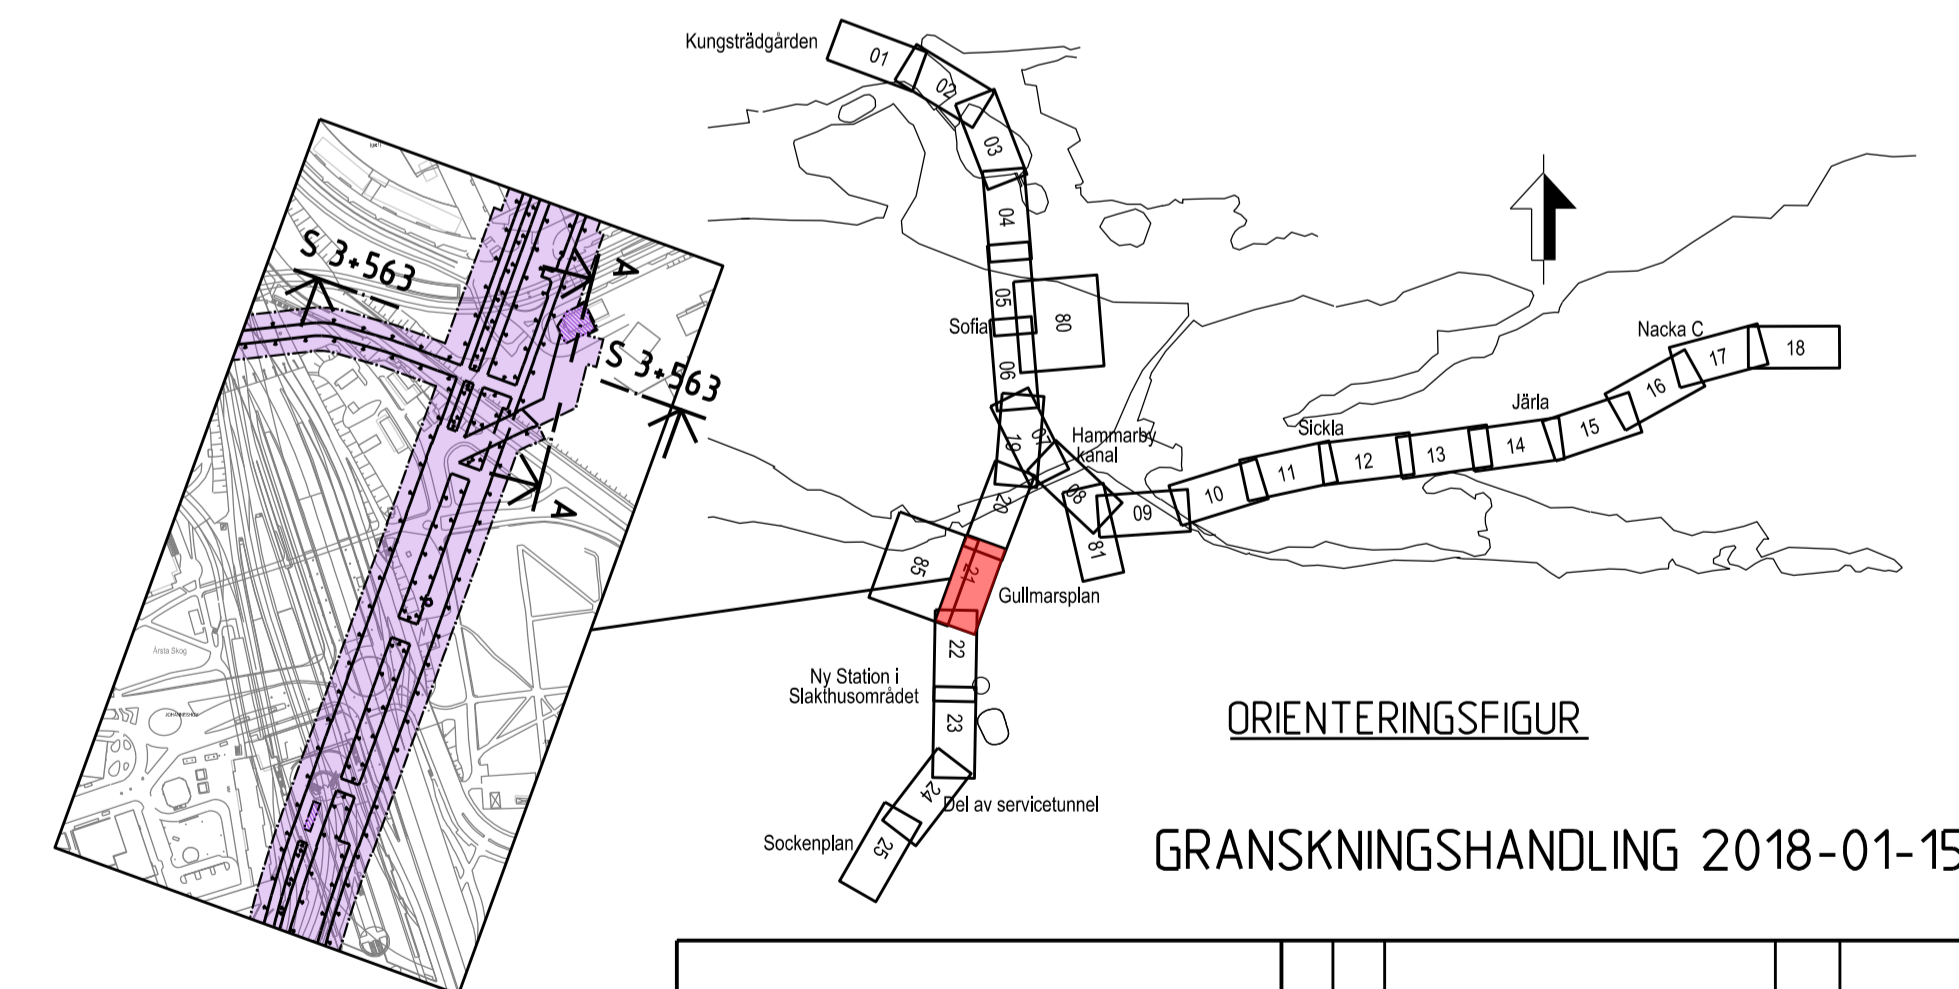 Kungsträdgården
01
02
03
04
05
Sofia
80
06
19
07
Hammarby
kanal
08
20
09
81
10
11
Sickla
12
13
14
Järla
15
16
Nacka C
17
18
85
21
Gullmarsplan
22
Ny Station i
Slakthusområdet
23
24
Del av servicetunnel
Sockenplan
25
S 3+563
A
S 3+563
A
Årsta Skog
ORIENTERINGSFIGUR
GRANSKNINGSHANDLING 2018-01-15